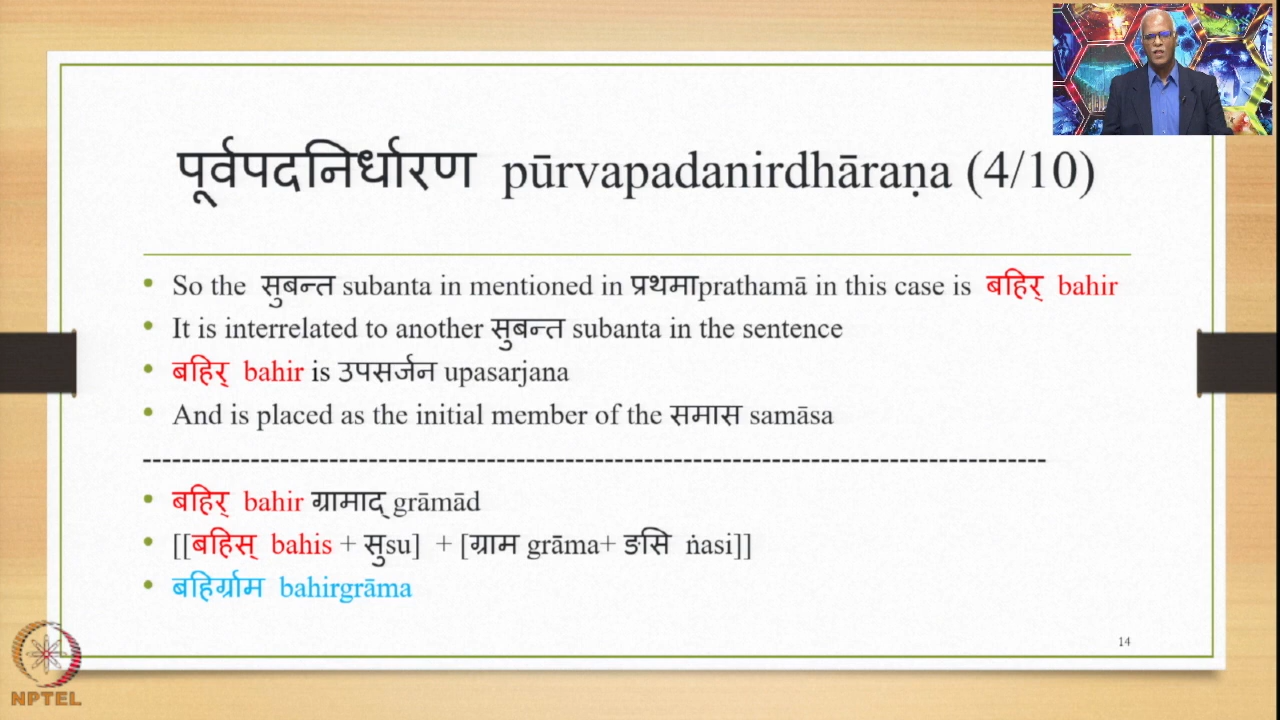 पूर्वपदनिर्धारण pūrvapadanirdhāraṇa (4/10)
• So the सुबन्त subanta in mentioned in प्रथमाprathamā in this case is बहिर् bahir
• It is interrelated to another सुबन्त subanta in the sentence
• बहिर् bahir is उपसर्जन upasarjana
• And is placed as the initial member of the समास samāsa
------------------------------------------------------------------------------------------
• बहिर् bahir ग्रामाद् grāmād
• [[बहिस् bahis + सुsu] + [ग्राम grāma+ ङसि ṅasi]]
• बहिर्ग्राम bahirgrāma
14
NPTEL